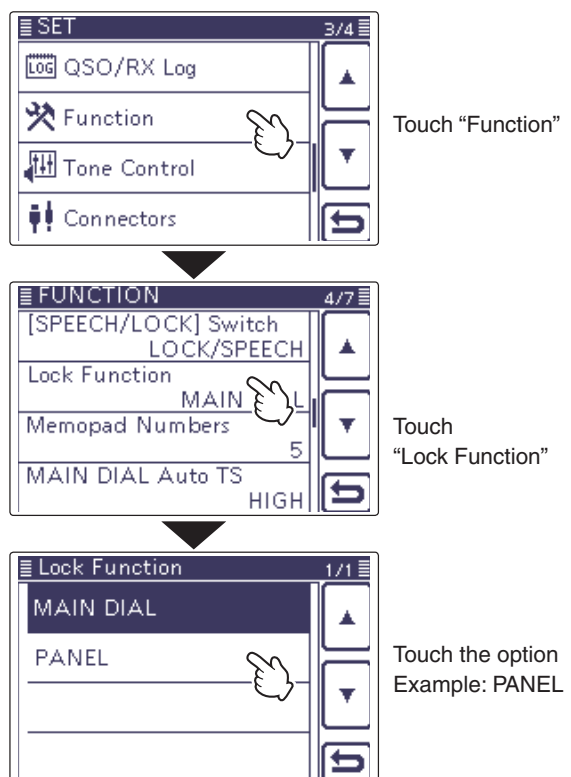 SET 3/4
LOG QSO/RX Log
Function
Touch “Function”
Tone Control
Connectors
FUNCTION 4/7
[SPEECH/LOCK] Switch
LOCK/SPEECH
Lock Function
MAIN L
Memopad Numbers
5
MAIN DIAL Auto TS
HIGH
Touch
“Lock Function”
Lock Function 1/1
MAIN DIAL
PANEL
Touch the option
Example: PANEL